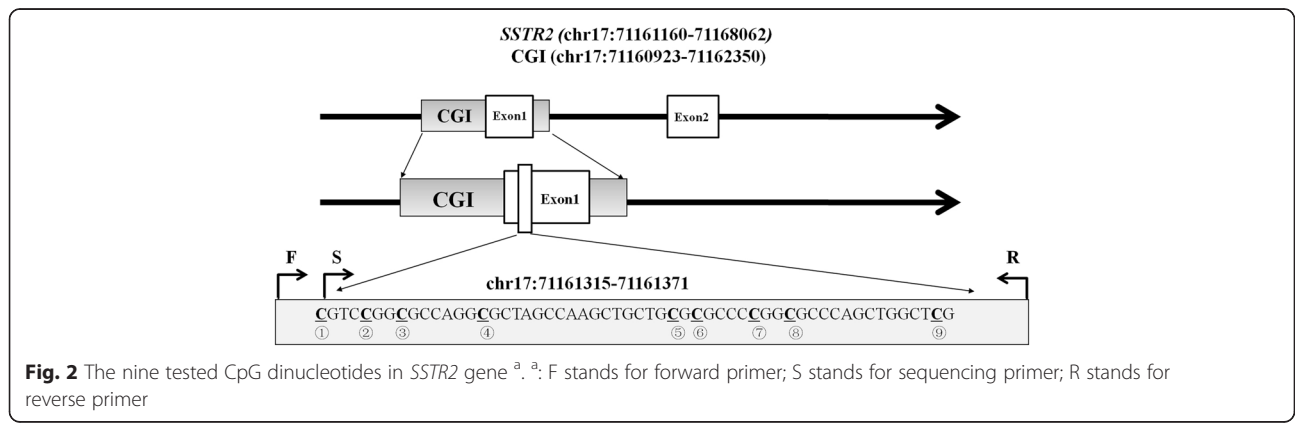 SSTR2 (chr17:71161160-71168062)
CGI (chr17:71160923-71162350)
CGI Exon1 Exon2
CGI Exon1
F S R
chr17:71161315-71161371
CGTCCGGCGCCAGGCGCTAGCCAAGCTGCTGCGCGCCCCGGCGCCCAGCTGGCTCG
① ② ③ ④ ⑤ ⑥ ⑦ ⑧ ⑨
Fig. 2 The nine tested CpG dinucleotides in SSTR2 gene a. a: F stands for forward primer; S stands for sequencing primer; R stands for
reverse primer